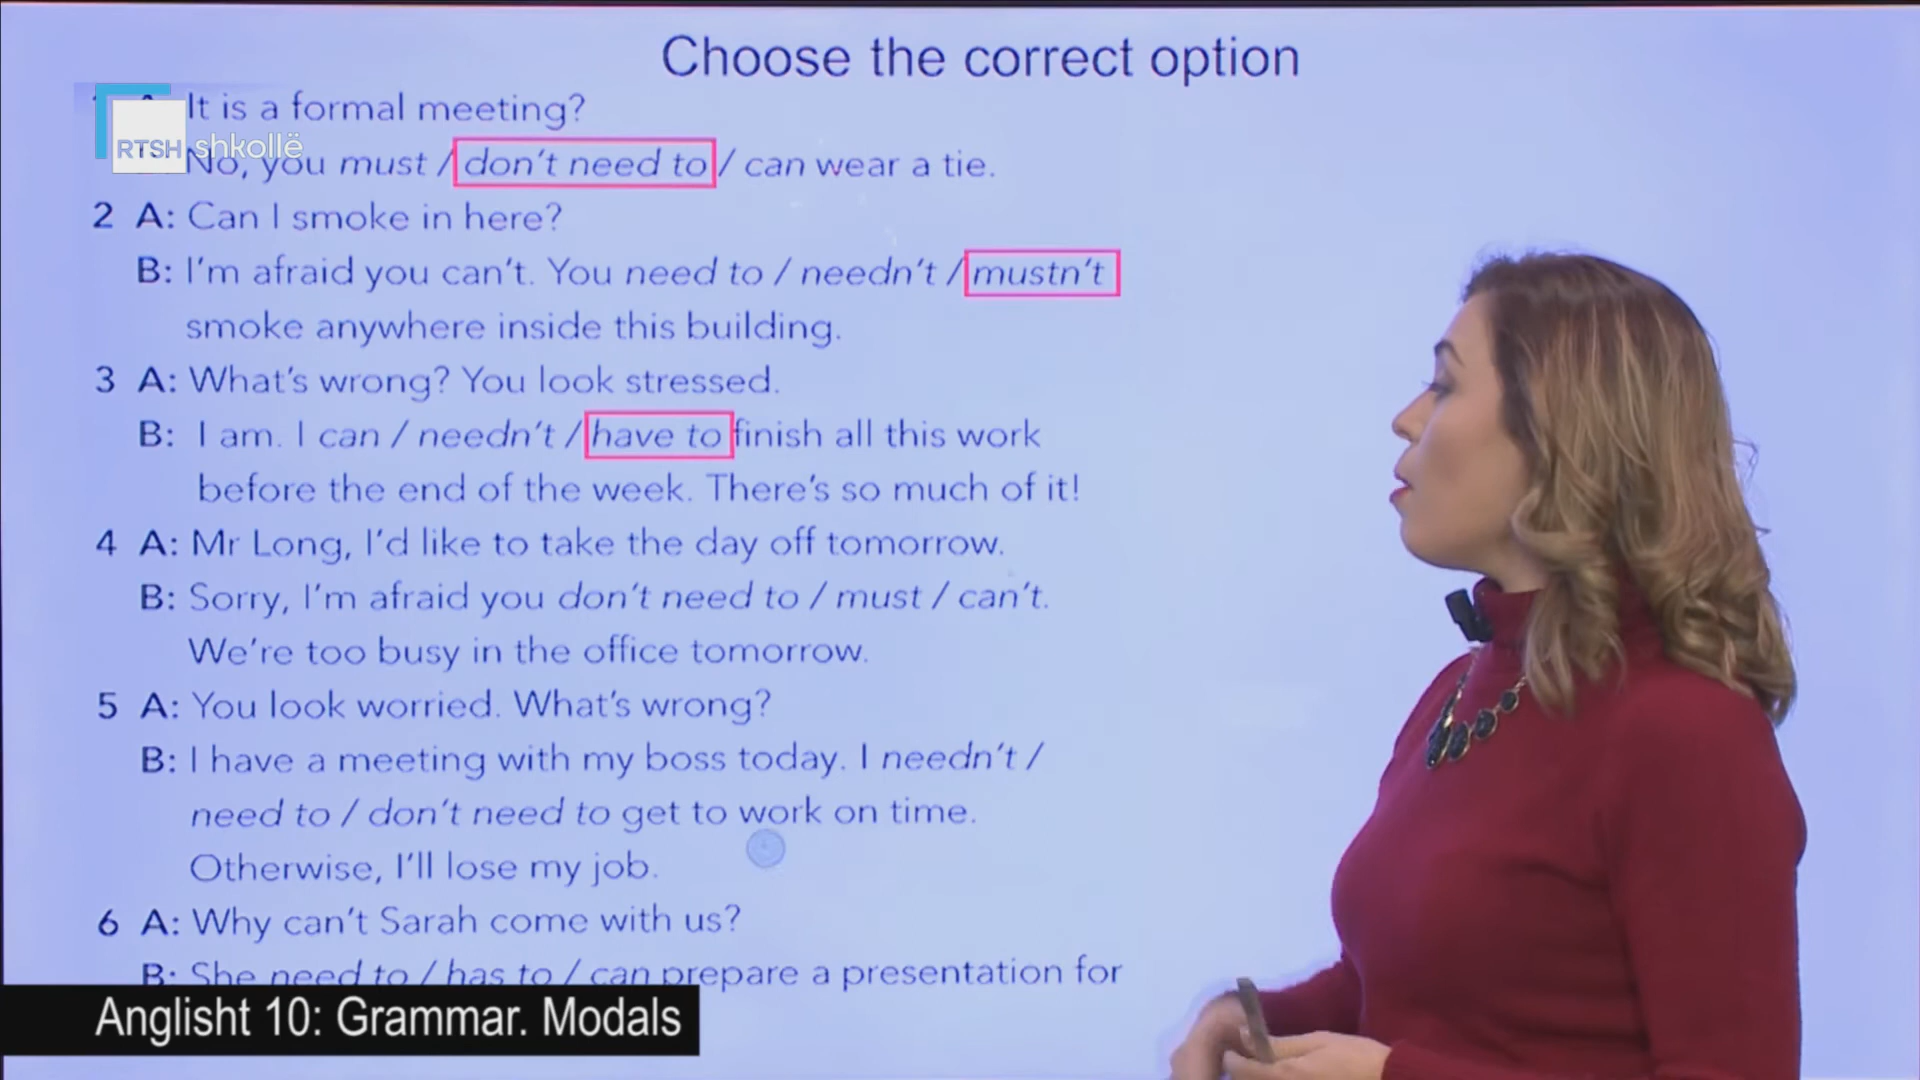 Choose the correct option
It is a formal meeting?
No, you must / don't need to / can wear a tie.
2 A: Can I smoke in here?
B: I'm afraid you can't. You need to / needn't / mustn't
smoke anywhere inside this building.
3 A: What's wrong? You look stressed.
B: I am. I can / needn't / have to finish all this work
before the end of the week. There's so much of it!
4 A: Mr Long, I'd like to take the day off tomorrow.
B: Sorry, I'm afraid you don't need to / must / can't.
We're too busy in the office tomorrow.
5 A: You look worried. What's wrong?
B: I have a meeting with my boss today. I needn't /
need to / don't need to get to work on time.
Otherwise, I'll lose my job.
6 A: Why can't Sarah come with us?
B: She need to / has to / can prepare a presentation for
RTSH shkollë
Anglisht 10: Grammar. Modals